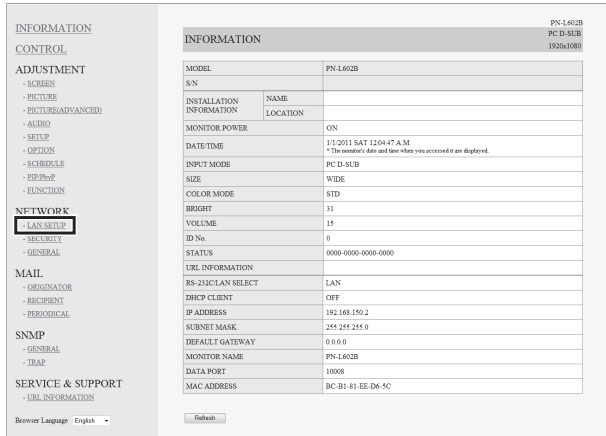 INFORMATION
CONTROL
ADJUSTMENT
- SCREEN
- PICTURE
- PICTURE(ADVANCED)
- AUDIO
- SETUP
- OPTION
- SCHEDULE
- PIP/PbyP
- FUNCTION
NETWORK
- LAN SETUP
- SECURITY
- GENERAL
MAIL
- ORIGINATOR
- RECIPIENT
- PERIODICAL
SNMP
- GENERAL
- TRAP
SERVICE & SUPPORT
- URL INFORMATION
Browser Language English
PN-L602B
INFORMATION PC D-SUB
1920x1080
MODEL PN-L602B
S/N
INSTALLATION INFORMATION NAME
LOCATION
MONITOR POWER ON
DATE/TIME 1/1/2011 SAT 12:04:47 A.M.
* The monitor's date and time when you accessed it are displayed.
INPUT MODE PC D-SUB
SIZE WIDE
COLOR MODE STD
BRIGHT 31
VOLUME 15
ID No. 0
STATUS 0000-0000-0000-0000
URL INFORMATION
RS-232C/LAN SELECT LAN
DHCP CLIENT OFF
IP ADDRESS 192.168.150.2
SUBNET MASK 255.255.255.0
DEFAULT GATEWAY 0.0.0.0
MONITOR NAME PN-L602B
DATA PORT 10008
MAC ADDRESS BC-B1-81-EE-D6-5C
Refresh